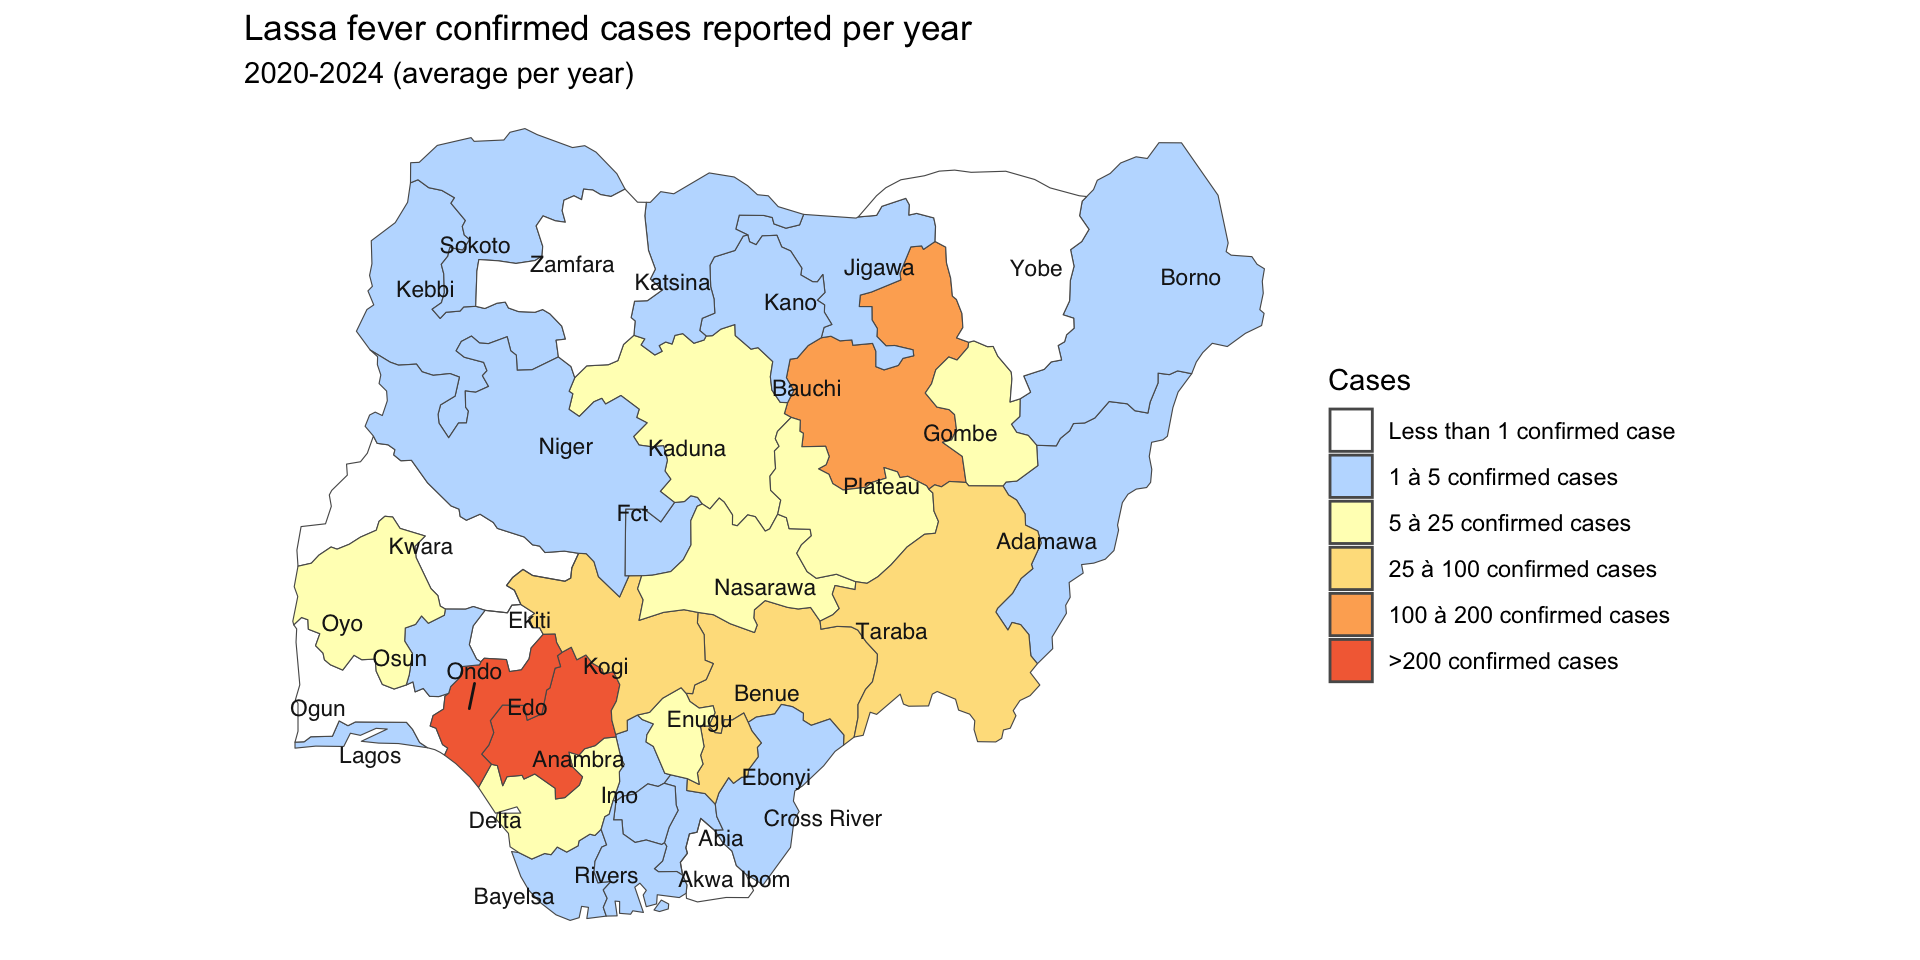 Lassa fever confirmed cases reported per year
2020-2024 (average per year)
Sokoto
Zamfara
Kebbi
Katsina
Kano
Jigawa
Yobe
Borno
Bauchi
Gombe
Niger
Kaduna
Plateau
Fct
Kwara
Adamawa
Nasarawa
Oyo
Ekiti
Taraba
Osun
Ondo
Kogi
Benue
Ogun
Edo
Enugu
Lagos
Anambra
Ebonyi
Imo
Delta
Cross River
Abia
Rivers
Akwa Ibom
Bayelsa
Cases
Less than 1 confirmed case
1 à 5 confirmed cases
5 à 25 confirmed cases
25 à 100 confirmed cases
100 à 200 confirmed cases
>200 confirmed cases